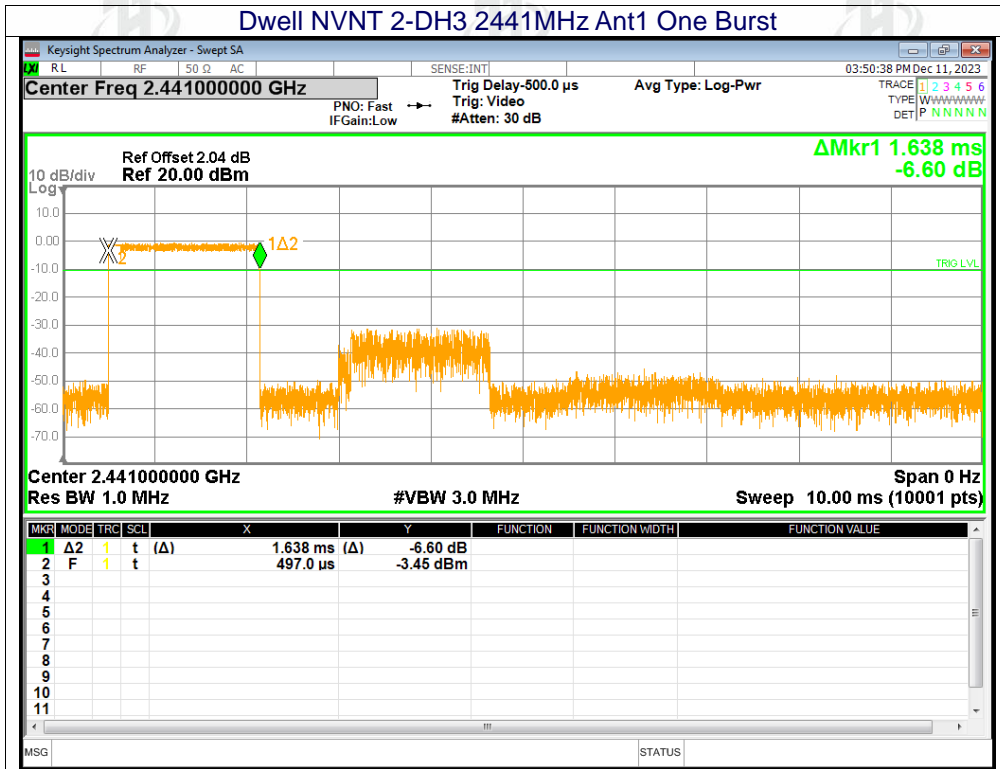 Dwell NVNT 2-DH3 2441MHz Ant1 One Burst
Keysight Spectrum Analyzer - Swept SA
LXI RL RF 50 Ω AC SENSE:INT 03:50:38 PM Dec 11, 2023
Center Freq 2.441000000 GHz
PNO: Fast
IFGain:Low
Trig Delay-500.0 µs
Trig: Video
#Atten: 30 dB
Avg Type: Log-Pwr
TRACE 1 2 3 4 5 6
TYPE WWWWWWW
DET P N N N N N
ΔMkr1 1.638 ms
-6.60 dB
Ref Offset 2.04 dB
10 dB/div Ref 20.00 dBm
Log
10.0
0.00
-10.0
-20.0
-30.0
-40.0
-50.0
-60.0
-70.0
2
1Δ2
TRIG LVL
Center 2.441000000 GHz Span 0 Hz
Res BW 1.0 MHz #VBW 3.0 MHz Sweep 10.00 ms (10001 pts)
MKR MODE TRC SCL X Y FUNCTION FUNCTION WIDTH FUNCTION VALUE
1 Δ2 1 t (Δ) 1.638 ms (Δ) -6.60 dB
2 F 1 t 497.0 µs -3.45 dBm
3
4
5
6
7
8
9
10
11
MSG STATUS